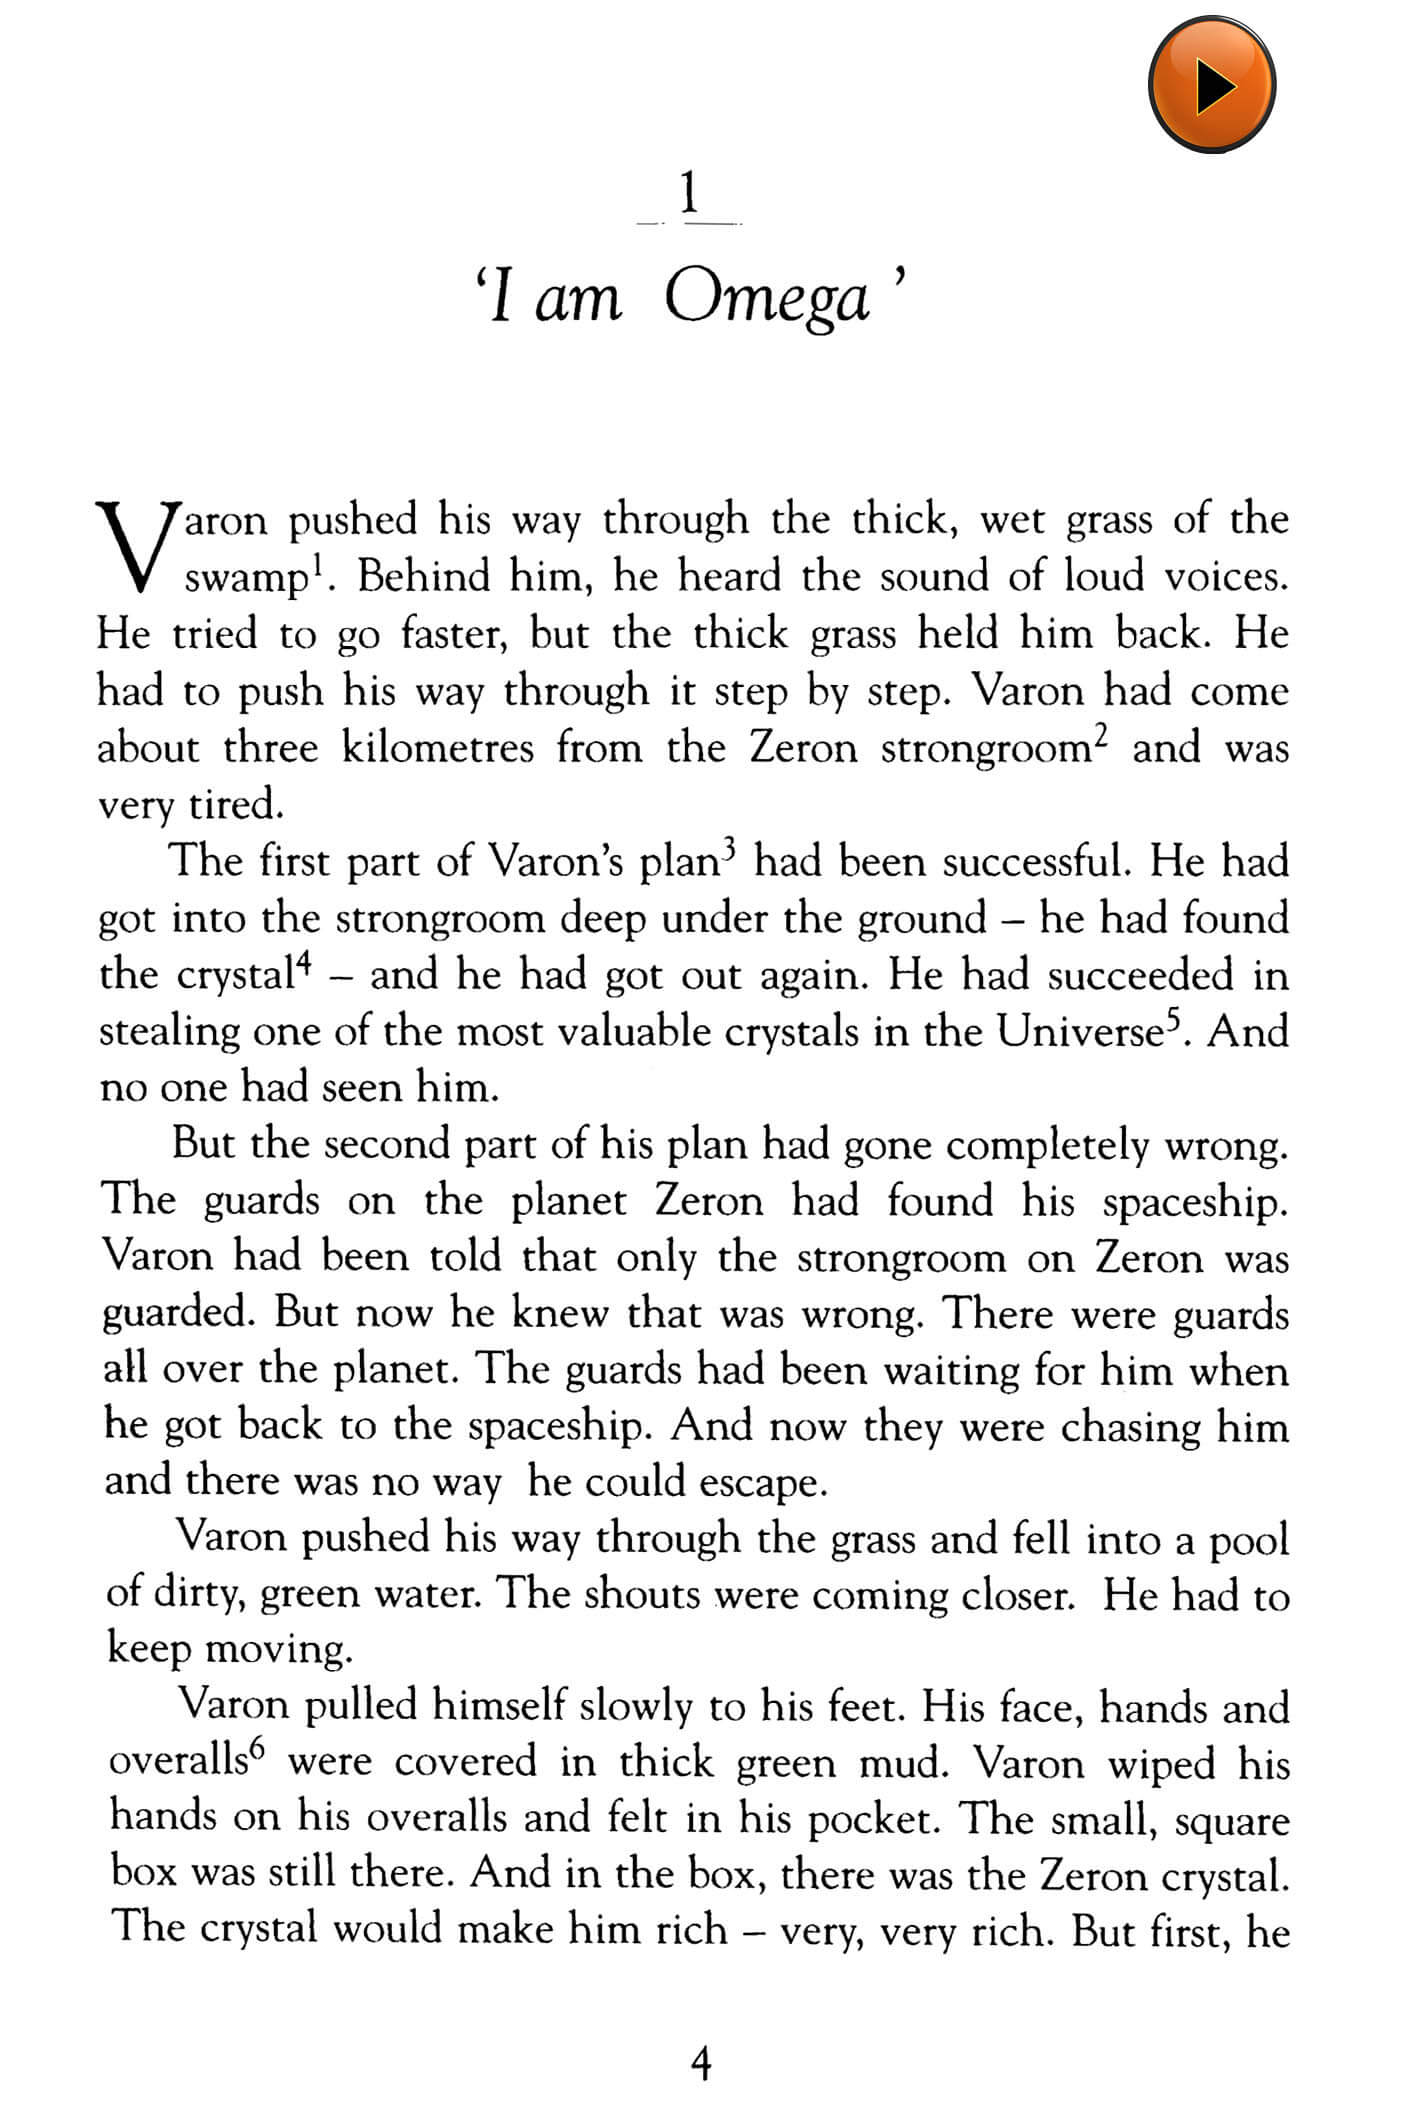 1
‘I am Omega’
Varon pushed his way through the thick, wet grass of the
swamp¹. Behind him, he heard the sound of loud voices.
He tried to go faster, but the thick grass held him back. He
had to push his way through it step by step. Varon had come
about three kilometres from the Zeron strongroom² and was
very tired.
The first part of Varon’s plan³ had been successful. He had
got into the strongroom deep under the ground – he had found
the crystal⁴ – and he had got out again. He had succeeded in
stealing one of the most valuable crystals in the Universe⁵. And
no one had seen him.
But the second part of his plan had gone completely wrong.
The guards on the planet Zeron had found his spaceship.
Varon had been told that only the strongroom on Zeron was
guarded. But now he knew that was wrong. There were guards
all over the planet. The guards had been waiting for him when
he got back to the spaceship. And now they were chasing him
and there was no way he could escape.
Varon pushed his way through the grass and fell into a pool
of dirty, green water. The shouts were coming closer. He had to
keep moving.
Varon pulled himself slowly to his feet. His face, hands and
overalls⁶ were covered in thick green mud. Varon wiped his
hands on his overalls and felt in his pocket. The small, square
box was still there. And in the box, there was the Zeron crystal.
The crystal would make him rich – very, very rich. But first, he
4